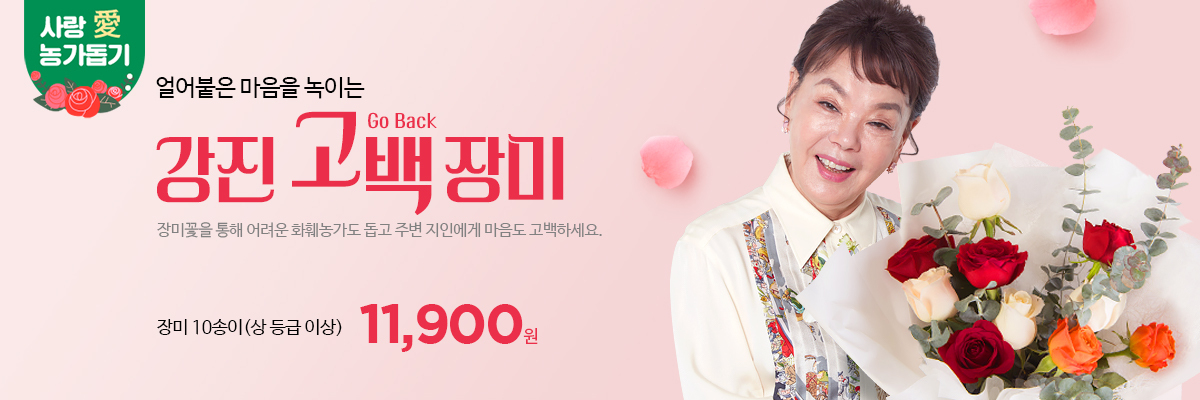 사랑 愛
농가돕기
얼어붙은 마음을 녹이는
Go Back
강진 고백 장미
장미꽃을 통해 어려운 화훼농가도 돕고 주변 지인에게 마음도 고백하세요.
장미 10송이(상 등급 이상) 11,900원